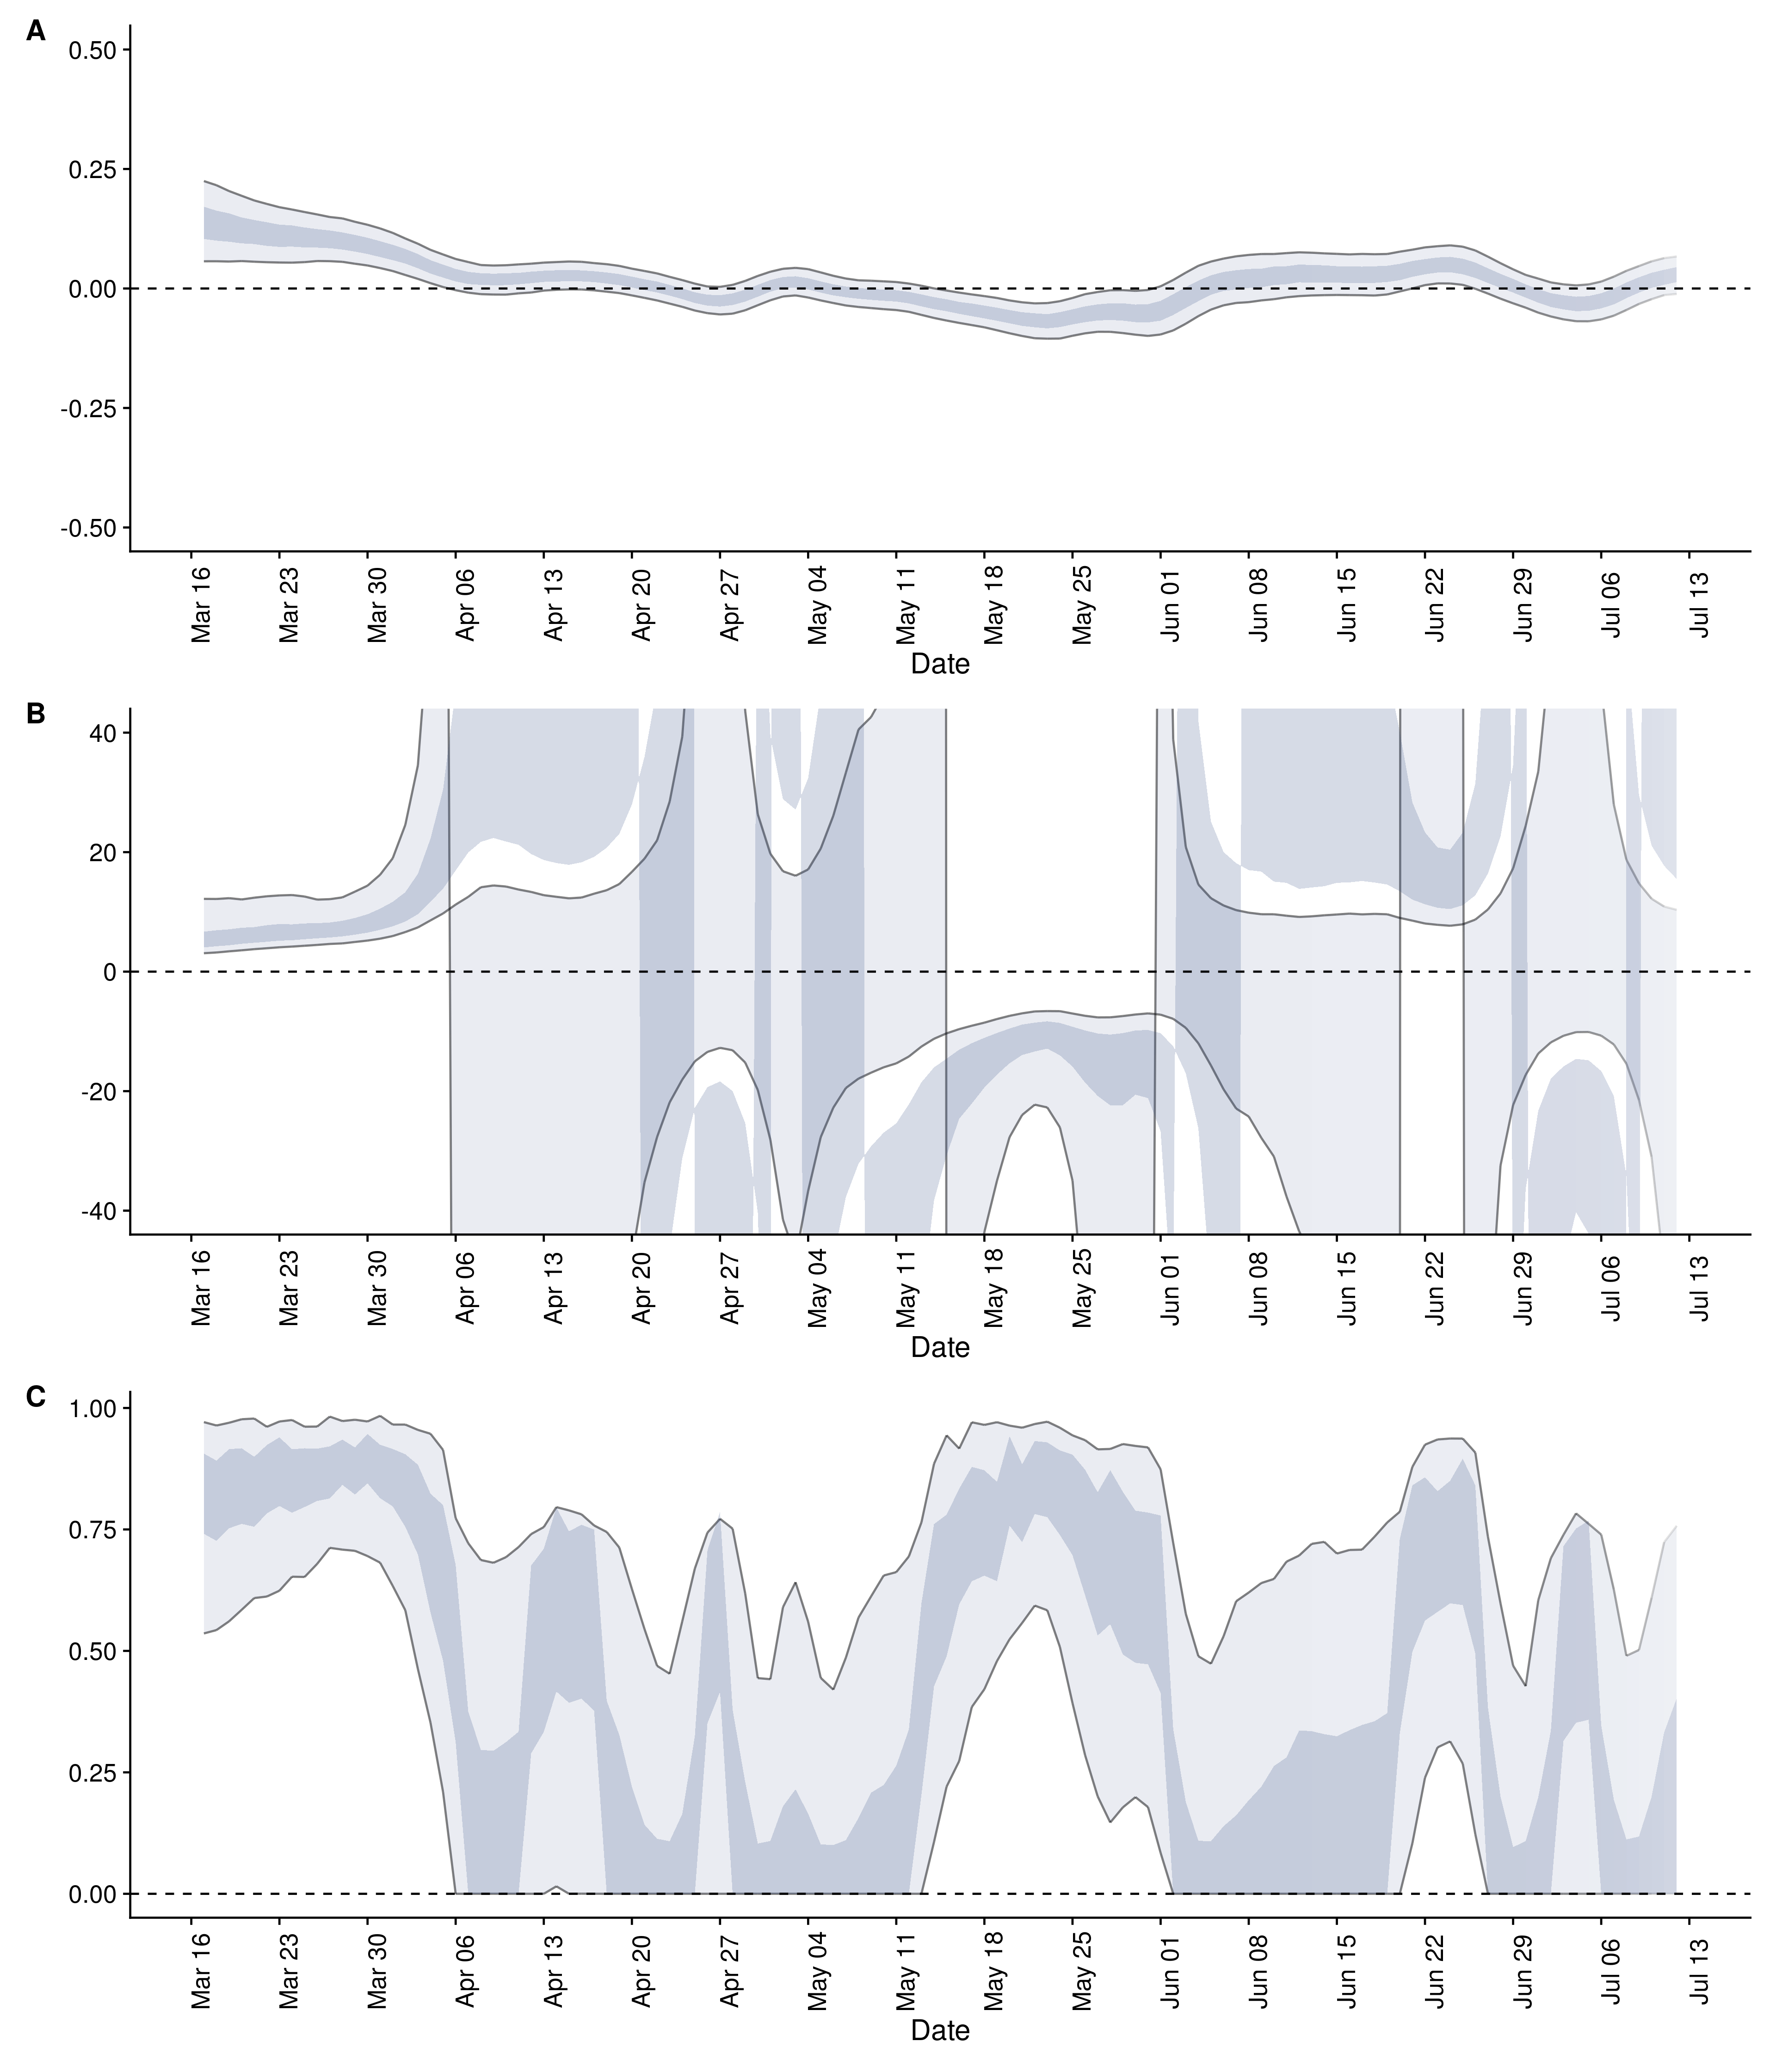 A
0.50
0.25
0.00
-0.25
-0.50
Mar 16
Mar 23
Mar 30
Apr 06
Apr 13
Apr 20
Apr 27
May 04
May 11
May 18
May 25
Jun 01
Jun 08
Jun 15
Jun 22
Jun 29
Jul 06
Jul 13
Date
B
40
20
0
-20
-40
Mar 16
Mar 23
Mar 30
Apr 06
Apr 13
Apr 20
Apr 27
May 04
May 11
May 18
May 25
Jun 01
Jun 08
Jun 15
Jun 22
Jun 29
Jul 06
Jul 13
Date
C
1.00
0.75
0.50
0.25
0.00
Mar 16
Mar 23
Mar 30
Apr 06
Apr 13
Apr 20
Apr 27
May 04
May 11
May 18
May 25
Jun 01
Jun 08
Jun 15
Jun 22
Jun 29
Jul 06
Jul 13
Date